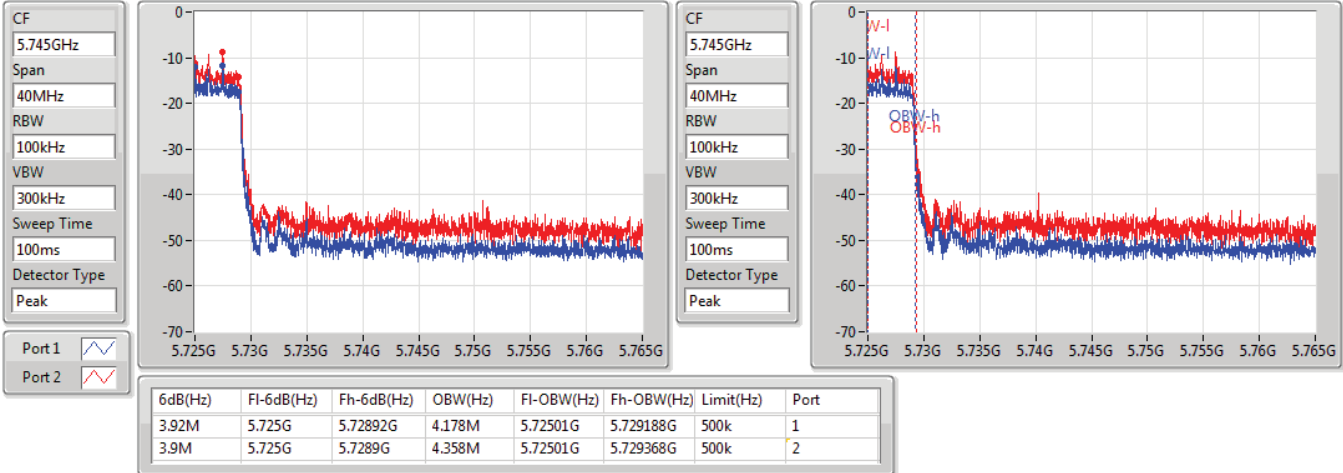 CF
5.745GHz
Span
40MHz
RBW
100kHz
VBW
300kHz
Sweep Time
100ms
Detector Type
Peak
Port 1
Port 2
0
-10
-20
-30
-40
-50
-60
-70
5.725G 5.73G 5.735G 5.74G 5.745G 5.75G 5.755G 5.76G 5.765G
CF
5.745GHz
Span
40MHz
RBW
100kHz
VBW
300kHz
Sweep Time
100ms
Detector Type
Peak
0
-10
-20
-30
-40
-50
-60
-70
W-l
W-l
OBW-h
OBW-h
5.725G 5.73G 5.735G 5.74G 5.745G 5.75G 5.755G 5.76G 5.765G
6dB(Hz) Fl-6dB(Hz) Fh-6dB(Hz) OBW(Hz) Fl-OBW(Hz) Fh-OBW(Hz) Limit(Hz) Port
3.92M 5.725G 5.72892G 4.178M 5.72501G 5.729188G 500k 1
3.9M 5.725G 5.7289G 4.358M 5.72501G 5.729368G 500k 2